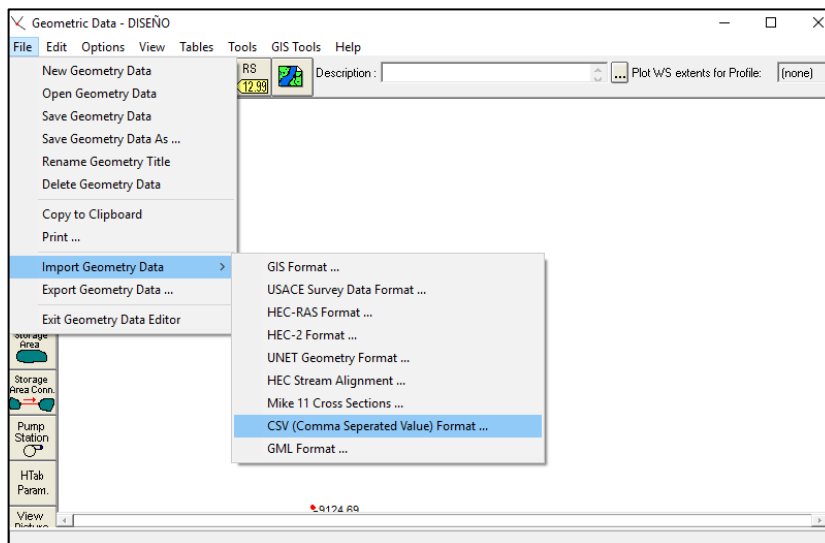 Geometric Data - DISEÑO
File Edit Options View Tables Tools GIS Tools Help
New Geometry Data
Open Geometry Data
Save Geometry Data
Save Geometry Data As ...
Rename Geometry Title
Delete Geometry Data
Copy to Clipboard
Print ...
Import Geometry Data >
Export Geometry Data ...
Exit Geometry Data Editor
RS
12.99
Description :
...
Plot WS extents for Profile:
(none)
GIS Format ...
USACE Survey Data Format ...
HEC-RAS Format ...
HEC-2 Format ...
UNET Geometry Format ...
HEC Stream Alignment ...
Mike 11 Cross Sections ...
CSV (Comma Seperated Value) Format ...
GML Format ...
Storage
Area
Storage
Area Conn.
Pump
Station
HTab
Param.
View
Picture
9124.69